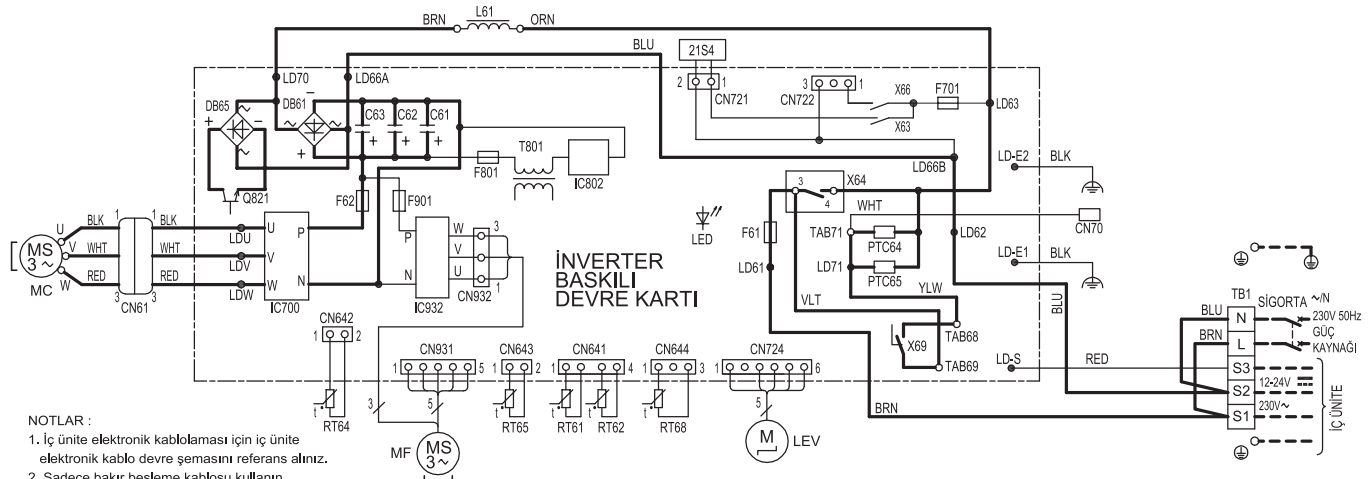 BRN L61 ORN
BLU
21S4
LD70 LD66A
2 1
CN721
3 1
CN722
X66
F701
X63
LD63
DB65
DB61
+ ~ ~ −
− ~ ~ +
C63 C62 C61
+ + +
T801
F801
IC802
Q821
F62
F901
LD66B
LD-E2 BLK
3 X64
4
WHT
CN70
U BLK 1 1 BLK LDU U P
V WHT WHT LDV V
W RED 3 3 RED LDW W N
MS
3 ~
MC
CN61
IC700
P W 3
V
N U 1
IC932
CN932
LED
İNVERTER
BASKILI
DEVRE KARTI
F61
LD61
TAB71
PTC64
LD71
PTC65
LD62
LD-E1 BLK
VLT
YLW
BLU
X69
TAB68
TAB69
LD-S RED
TB1
SİGORTA ~/N
BLU N 230V 50Hz
GÜÇ
BRN L KAYNAĞI
S3
12-24V
S2
230V~
S1
İÇ ÜNİTE
CN642
1 2
CN931
1 5
CN643
1 2
CN641
1 4
CN644
1 3
CN724
1 6
BRN
t
RT64
3
5
t
RT65
t
RT61
t
RT62
t
RT68
5
M
LEV
MF
MS
3 ~
NOTLAR :
1. İç ünite elektronik kablolaması için iç ünite
elektronik kablo devre şemasını referans alınız.
2. Sadece bakır besleme kablosu kullanın